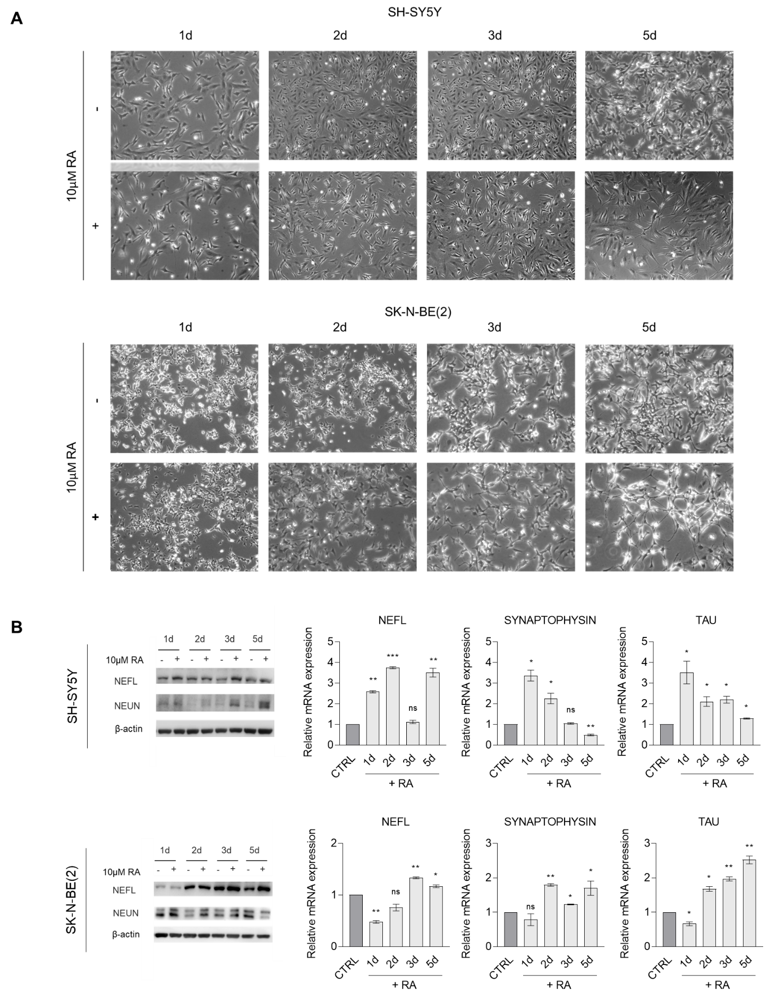 A
SH-SY5Y
1d 2d 3d 5d
10µM RA
-
+
SK-N-BE(2)
1d 2d 3d 5d
10µM RA
-
+
B
SH-SY5Y
1d 2d 3d 5d
10µM RA - + - + - + - +
NEFL
NEUN
β-actin
NEFL
Relative mRNA expression
5
4
3
2
1
0
** *** ns **
CTRL 1d 2d 3d 5d
+ RA
SYNAPTOPHYSIN
Relative mRNA expression
5
4
3
2
1
0
* * ns **
CTRL 1d 2d 3d 5d
+ RA
TAU
Relative mRNA expression
5
4
3
2
1
0
* * * *
CTRL 1d 2d 3d 5d
+ RA
SK-N-BE(2)
1d 2d 3d 5d
10µM RA - + - + - + - +
NEFL
NEUN
β-actin
NEFL
Relative mRNA expression
2
1
0
** ns ** *
CTRL 1d 2d 3d 5d
+ RA
SYNAPTOPHYSIN
Relative mRNA expression
3
2
1
0
ns ** * *
CTRL 1d 2d 3d 5d
+ RA
TAU
Relative mRNA expression
3
2
1
0
* * ** **
CTRL 1d 2d 3d 5d
+ RA